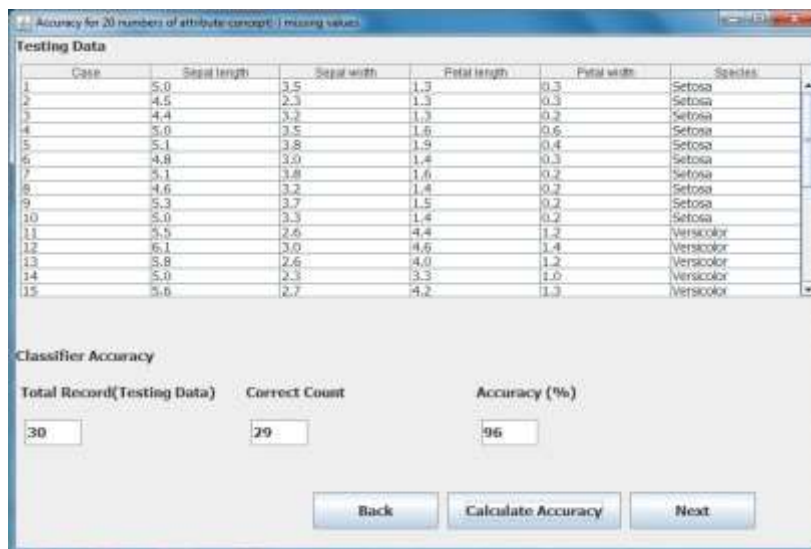 Accuracy for 20 numbers of attribute-concept(-) missing values
Testing Data
Case Sepal length Sepal width Petal length Petal width Species
1 5.0 3.5 1.3 0.3 Setosa
2 4.5 2.3 1.3 0.3 Setosa
3 4.4 3.2 1.3 0.2 Setosa
4 5.0 3.5 1.6 0.6 Setosa
5 5.1 3.8 1.9 0.4 Setosa
6 4.8 3.0 1.4 0.3 Setosa
7 5.1 3.8 1.6 0.2 Setosa
8 4.6 3.2 1.4 0.2 Setosa
9 5.3 3.7 1.5 0.2 Setosa
10 5.0 3.3 1.4 0.2 Setosa
11 5.5 2.6 4.4 1.2 Versicolor
12 6.1 3.0 4.6 1.4 Versicolor
13 5.8 2.6 4.0 1.2 Versicolor
14 5.0 2.3 3.3 1.0 Versicolor
15 5.6 2.7 4.2 1.3 Versicolor
Classifier Accuracy
Total Record(Testing Data) Correct Count Accuracy (%)
30 29 96
Back Calculate Accuracy Next